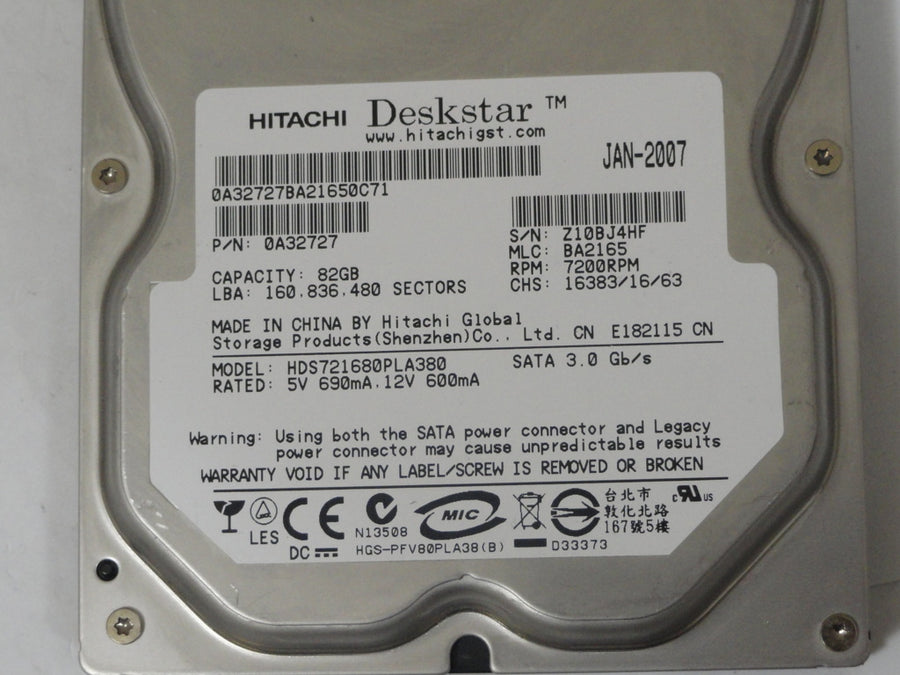 HITACHI Deskstar ™
www.hitachigst.com
JAN-2007
0A32727BA21650C71
P/N: 0A32727
S/N: Z10BJ4HF
MLC: BA2165
RPM: 7200RPM
CHS: 16383/16/63
CAPACITY: 82GB
LBA: 160,836,480 SECTORS
MADE IN CHINA BY Hitachi Global
Storage Products(Shenzhen)Co., Ltd. CN E182115 CN
MODEL: HDS721680PLA380 SATA 3.0 Gb/s
RATED: 5V 690mA,12V 600mA
Warning: Using both the SATA power connector and Legacy
power connector may cause unpredictable results
WARRANTY VOID IF ANY LABEL/SCREW IS REMOVED OR BROKEN
LES
CE
DC
N13508
MIC
HGS-PFV80PLA38(B)
D33373
台北市
敦化北路
167號5樓
c RU us